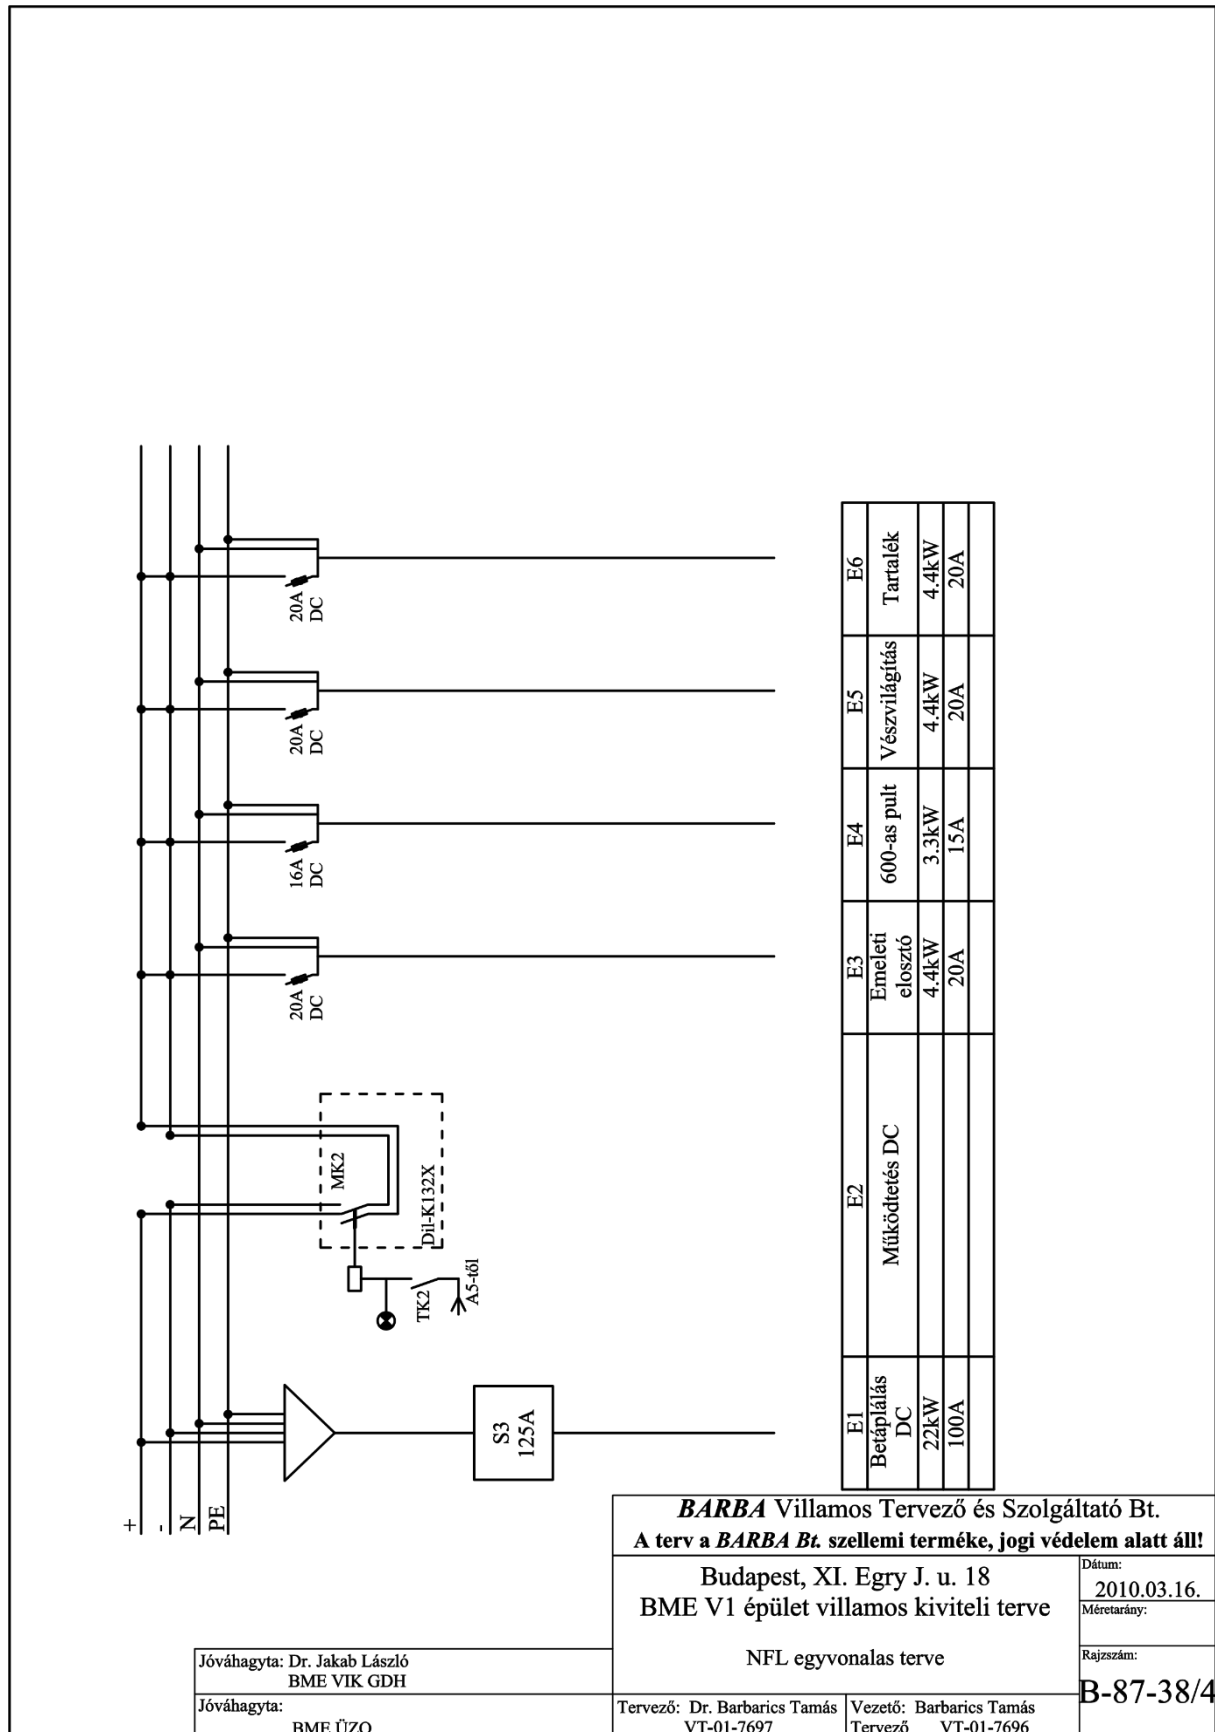 +
-
N
PE
20A
DC
20A
DC
16A
DC
20A
DC
MK2
Dil-K132X
TK2
A5-től
S3
125A
E6
Tartalék
4.4kW
20A
E5
Vészvilágítás
4.4kW
20A
E4
600-as pult
3.3kW
15A
E3
Emeleti
elosztó
4.4kW
20A
E2
Működtetés DC
E1
Betáplálás
DC
22kW
100A
BARBA Villamos Tervező és Szolgáltató Bt.
A terv a BARBA Bt. szellemi terméke, jogi védelem alatt áll!
Budapest, XI. Egry J. u. 18
BME V1 épület villamos kiviteli terve
NFL egyvonalas terve
Dátum:
2010.03.16.
Méretarány:
Rajzszám:
B-87-38/4
Jóváhagyta: Dr. Jakab László
BME VIK GDH
Jóváhagyta:
BME ÜZO
Tervező: Dr. Barbarics Tamás
VT-01-7697
Vezető: Barbarics Tamás
Tervező VT-01-7696